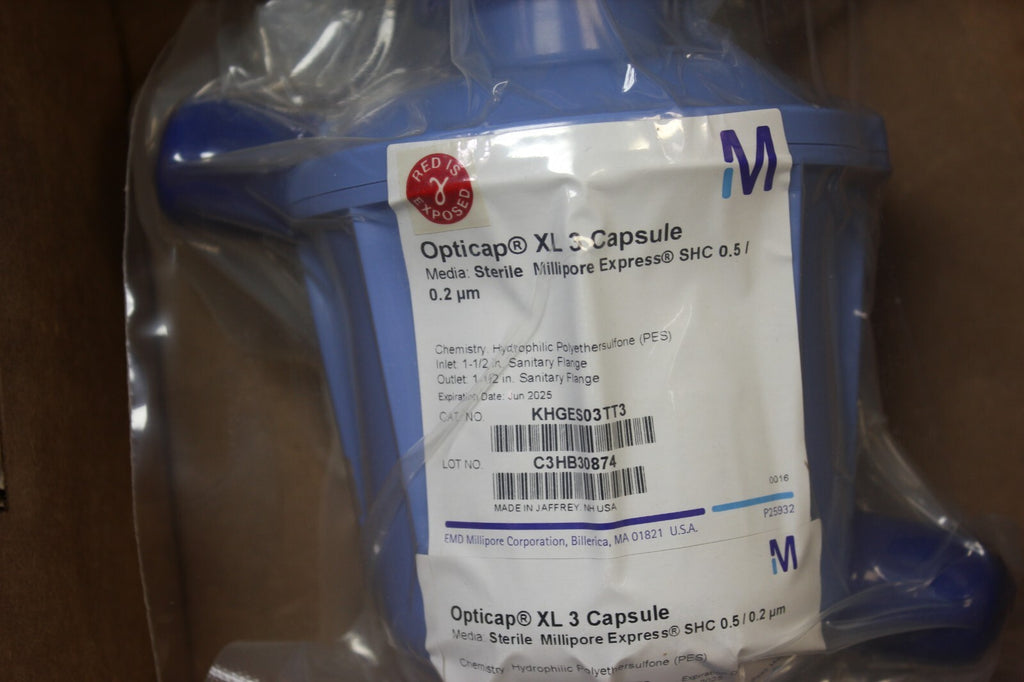 RED IS
γ
EXPOSED
M
Opticap® XL 3 Capsule
Media: Sterile Millipore Express® SHC 0.5 /
0.2 µm
Chemistry: Hydrophilic Polyethersulfone (PES)
Inlet: 1-1/2 in. Sanitary Flange
Outlet: 1-1/2 in. Sanitary Flange
Expiration Date: Jun 2025
CAT. NO. KHGES03TT3
LOT NO. C3HB30874
MADE IN JAFFREY, NH USA
0016
P25932
EMD Millipore Corporation, Billerica, MA 01821 U.S.A.
M
Opticap® XL 3 Capsule
Media: Sterile Millipore Express® SHC 0.5 / 0.2 µm
Chemistry: Hydrophilic Polyethersulfone (PES)